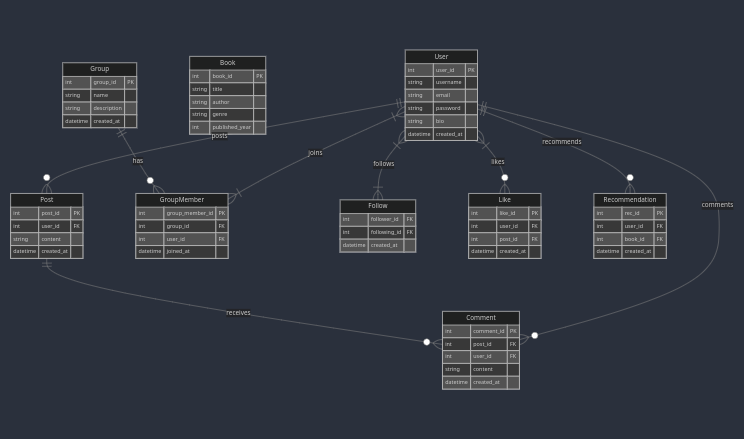 Group
int group_id PK
string name
string description
datetime created_at
Book
int book_id PK
string title
string author
string genre
int published_year
User
int user_id PK
string username
string email
string password
string bio
datetime created_at
posts
has
joins
follows
likes
recommends
comments
Post
int post_id PK
int user_id FK
string content
datetime created_at
GroupMember
int group_member_id PK
int group_id FK
int user_id FK
datetime joined_at
Follow
int follower_id FK
int following_id FK
datetime created_at
Like
int like_id PK
int user_id FK
int post_id FK
datetime created_at
Recommendation
int rec_id PK
int user_id FK
int book_id FK
datetime created_at
receives
Comment
int comment_id PK
int post_id FK
int user_id FK
string content
datetime created_at